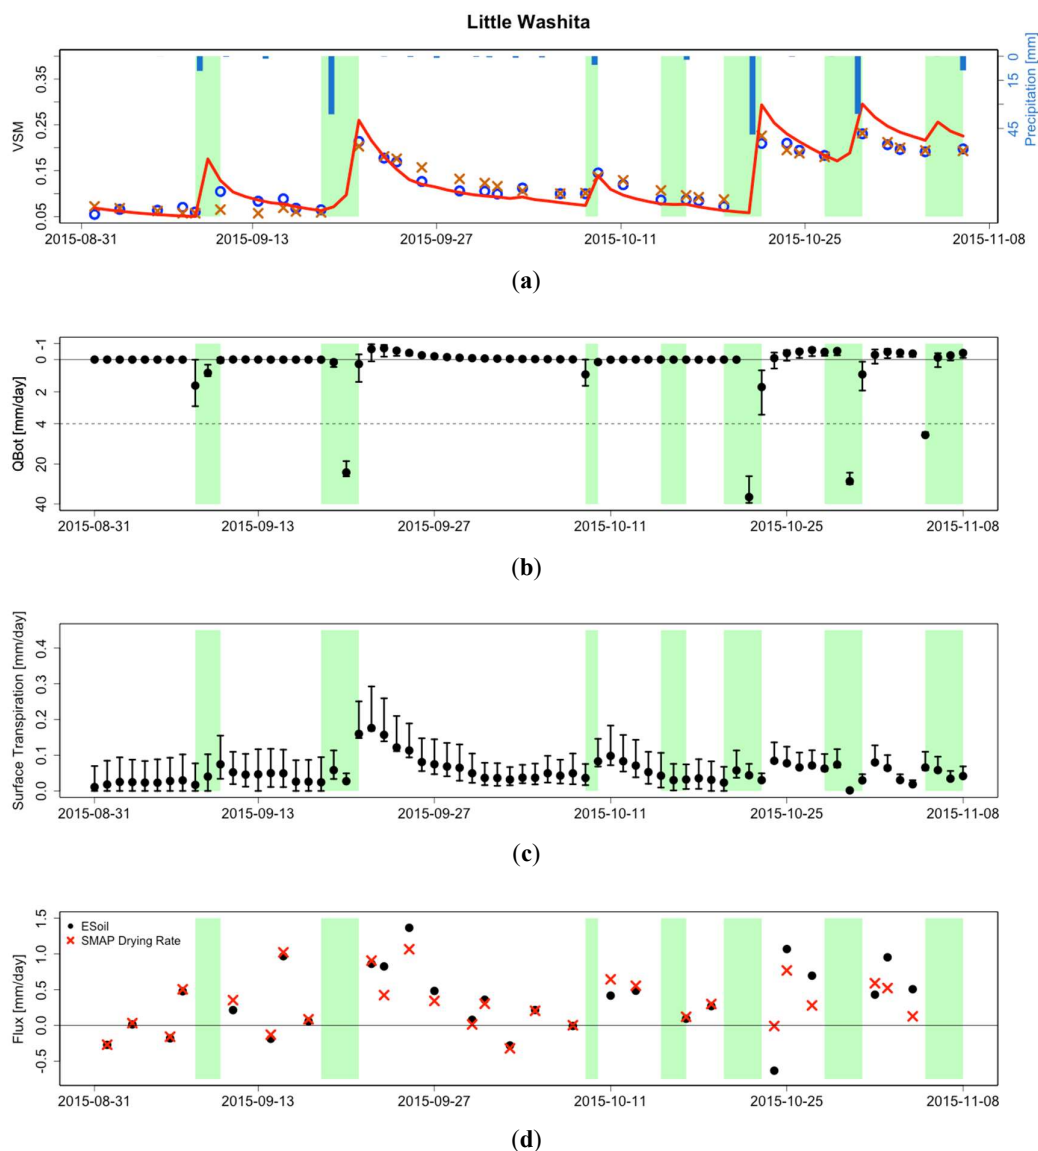 Little Washita
VSM
0.05 0.15 0.25 0.35
0 15 45
Precipitation [mm]
2015-08-31 2015-09-13 2015-09-27 2015-10-11 2015-10-25 2015-11-08
(a)
QBot [mm/day]
-1
0
2
4
20
40
2015-08-31 2015-09-13 2015-09-27 2015-10-11 2015-10-25 2015-11-08
(b)
Surface Transpiration [mm/day]
0.0 0.1 0.2 0.3 0.4
2015-08-31 2015-09-13 2015-09-27 2015-10-11 2015-10-25 2015-11-08
(c)
Flux [mm/day]
-0.5 0.0 0.5 1.0 1.5
ESoil
SMAP Drying Rate
2015-08-31 2015-09-13 2015-09-27 2015-10-11 2015-10-25 2015-11-08
(d)